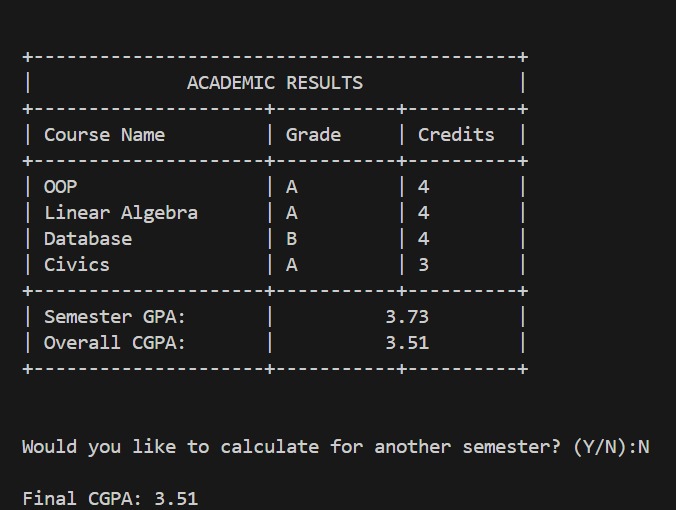 +--------------------------------------------+
|              ACADEMIC RESULTS              |
+---------------------+-----------+----------+
| Course Name         | Grade     | Credits  |
+---------------------+-----------+----------+
| OOP                 | A         | 4        |
| Linear Algebra      | A         | 4        |
| Database            | B         | 4        |
| Civics              | A         | 3        |
+---------------------+-----------+----------+
| Semester GPA:       |          3.73        |
| Overall CGPA:       |          3.51        |
+---------------------+-----------+----------+
Would you like to calculate for another semester? (Y/N):N
Final CGPA: 3.51